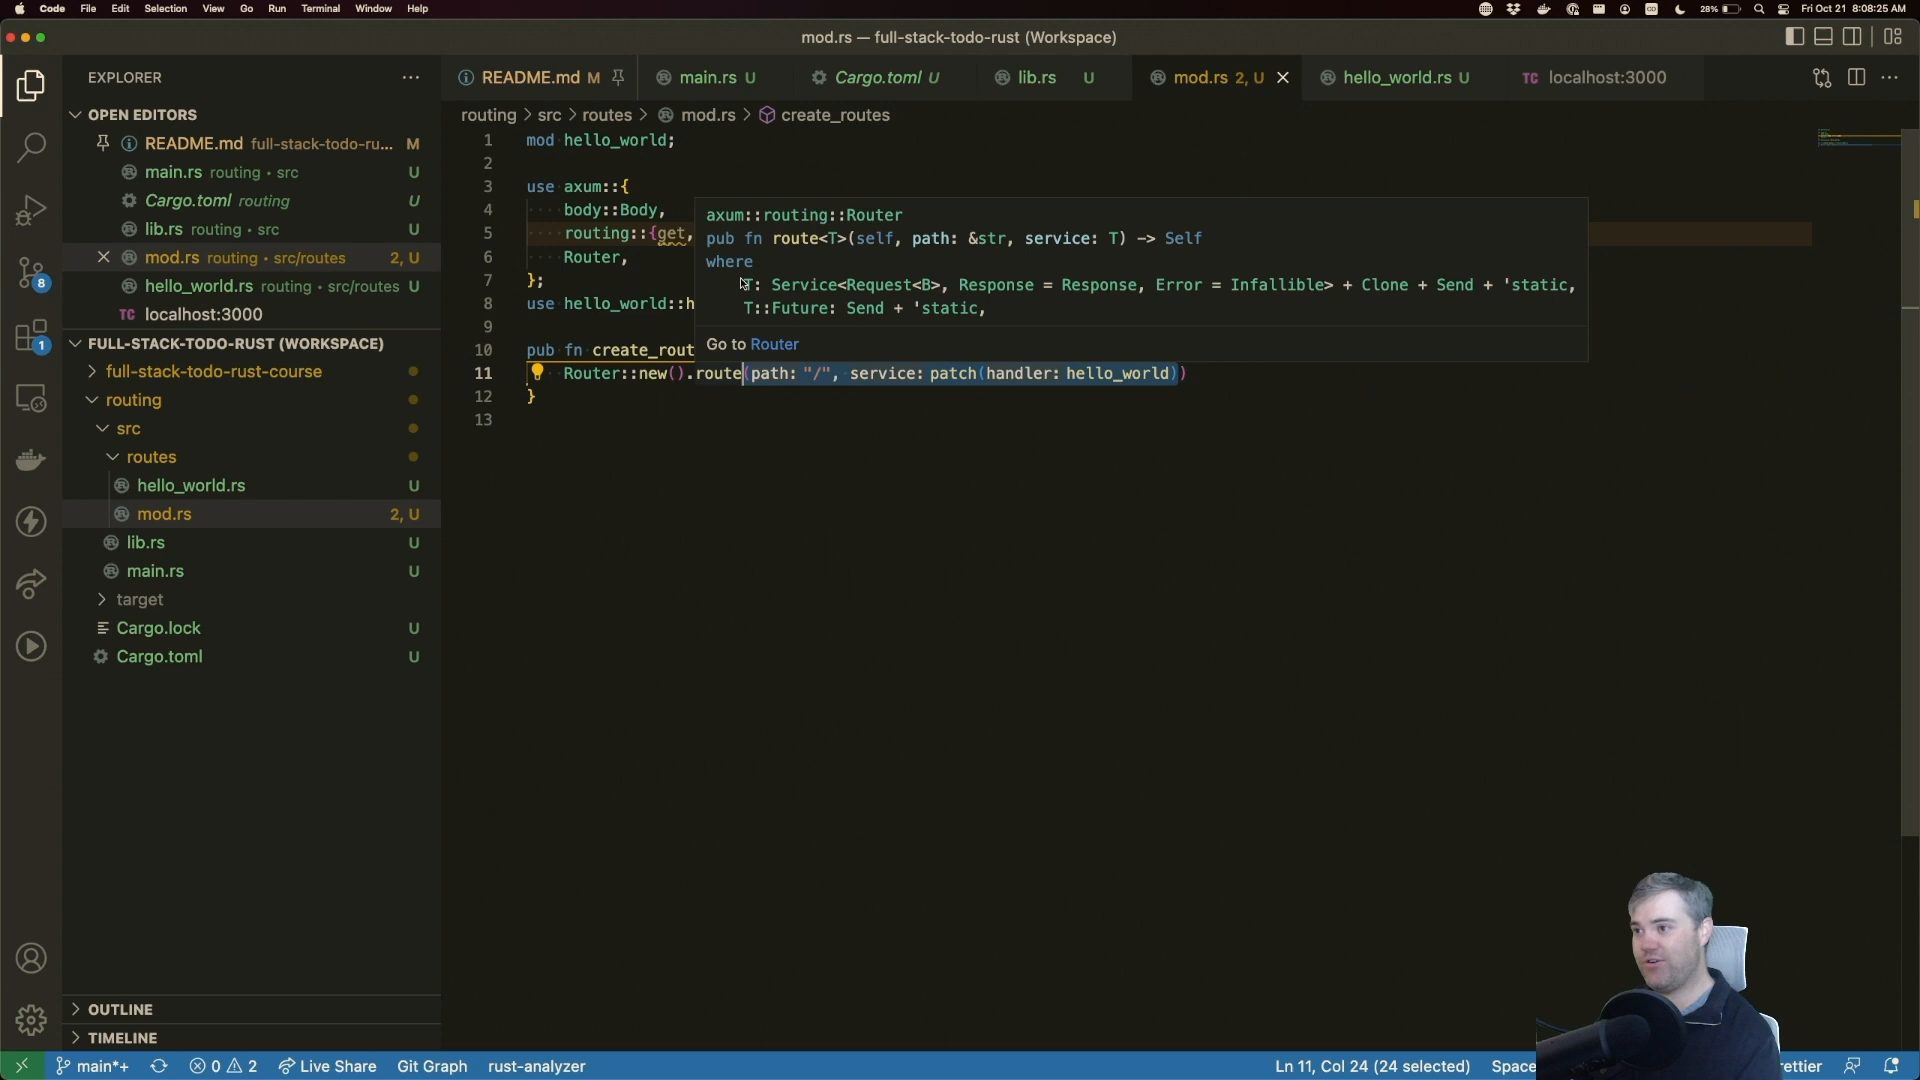 Code File Edit Selection View Go Run Terminal Window Help 28% Fri Oct 21 8:08:25 AM
mod.rs — full-stack-todo-rust (Workspace)
EXPLORER
README.md M main.rs U Cargo.toml U lib.rs U mod.rs 2, U hello_world.rs U TC localhost:3000
routing > src > routes > mod.rs > create_routes
OPEN EDITORS
README.md full-stack-todo-ru... M
main.rs routing • src U
Cargo.toml routing U
lib.rs routing • src U
mod.rs routing • src/routes 2, U
hello_world.rs routing • src/routes U
TC localhost:3000
FULL-STACK-TODO-RUST (WORKSPACE)
full-stack-todo-rust-course
routing
src
routes
hello_world.rs U
mod.rs 2, U
lib.rs U
main.rs U
target
Cargo.lock U
Cargo.toml U
OUTLINE
TIMELINE
8
1
1 mod hello_world;
2
3 use axum::{
4 body::Body,
5 routing::{get,
6 Router,
7 };
8 use hello_world::h
9
10 pub fn create_rout
11 Router::new().route(path: "/", service: patch(handler: hello_world))
12 }
13
axum::routing::Router
pub fn route<T>(self, path: &str, service: T) -> Self
where
T: Service<Request<B>, Response = Response, Error = Infallible> + Clone + Send + 'static,
T::Future: Send + 'static,
Go to Router
main*+ 0 2 Live Share Git Graph rust-analyzer Ln 11, Col 24 (24 selected)